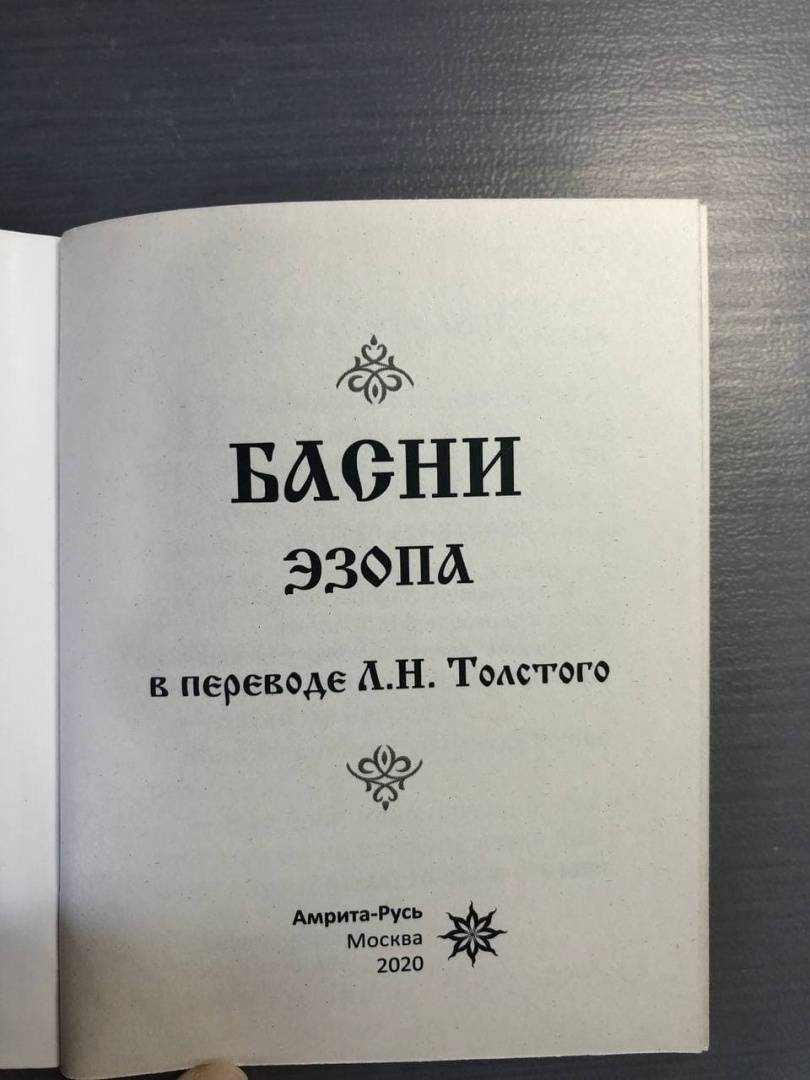 БАСНИ
ЭЗОПА
в переводе Л.Н. Толстого
Амрита-Русь
Москва
2020